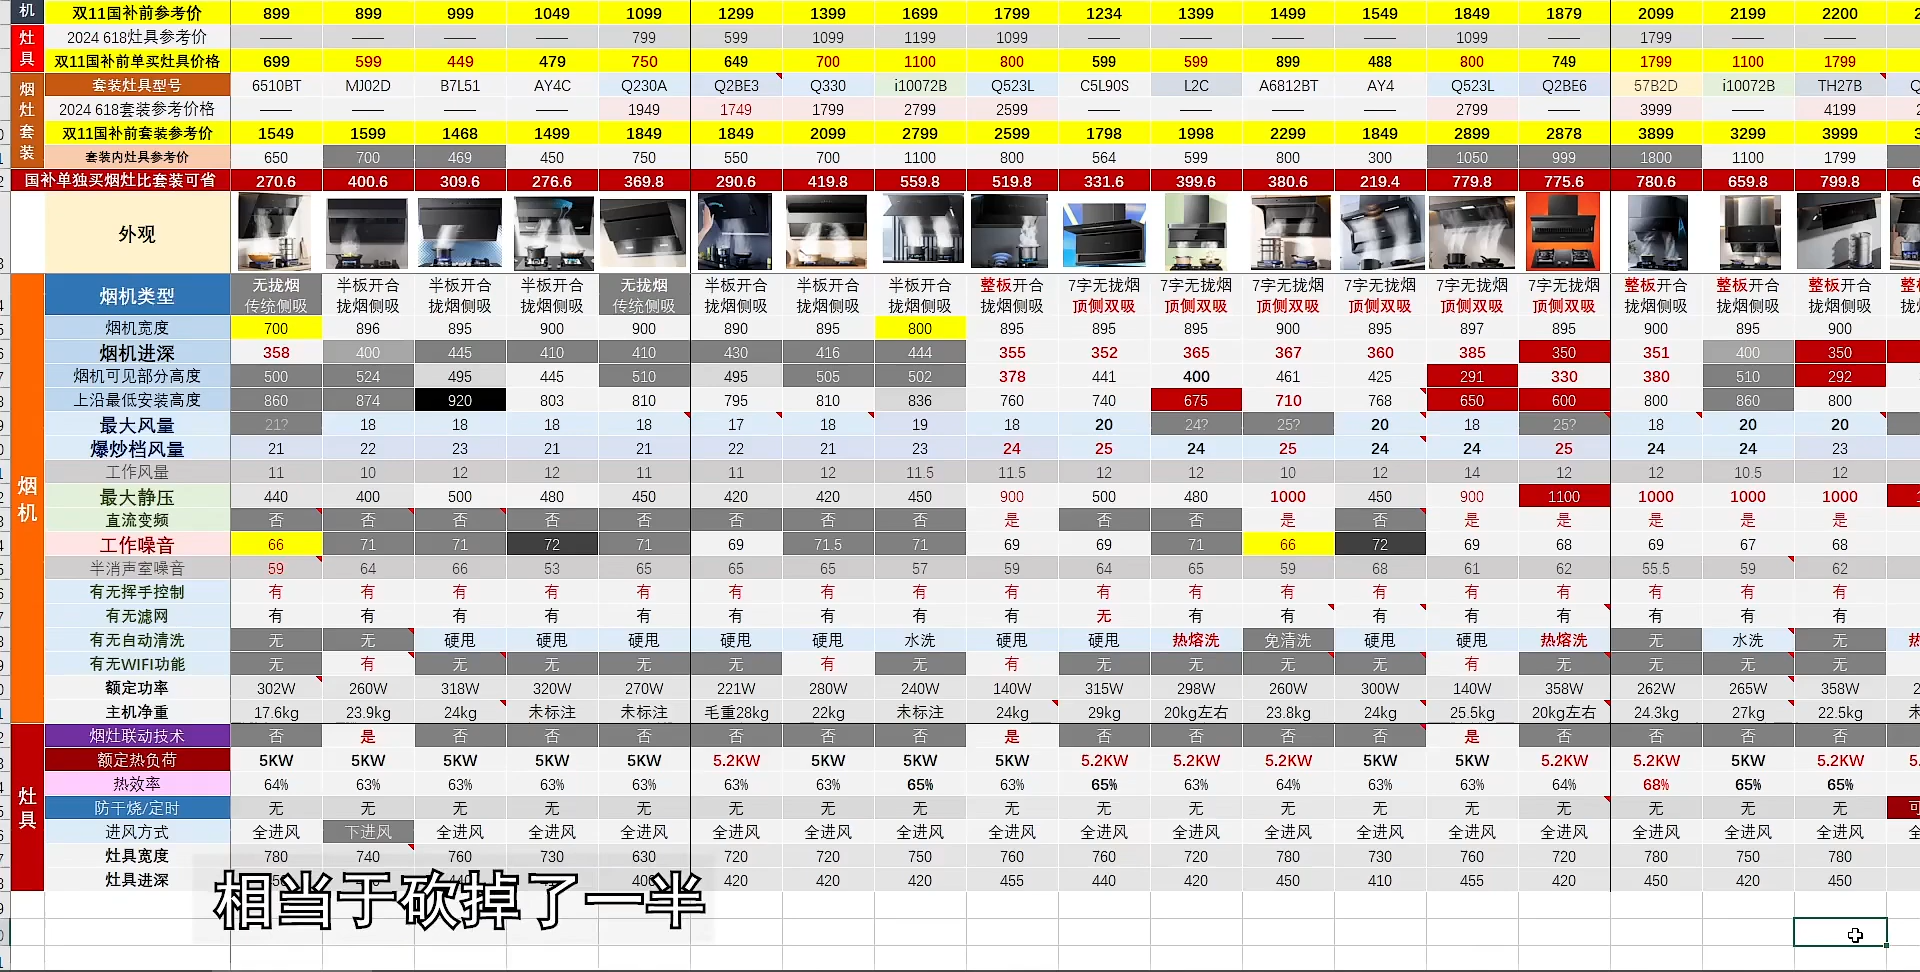 机 双11国补前参考价 899 899 999 1049 1099 1299 1399 1699 1799 1234 1399 1499 1549 1849 1879 2099 2199 2200
灶具 2024 618灶具参考价 —— —— —— —— 799 599 1099 1199 1099 —— —— —— —— 1099 —— 1799 —— ——
双11国补前单买灶具价格 699 599 449 479 750 649 700 1100 800 599 599 899 488 800 749 1799 1100 1799
烟灶套装 套装灶具型号 6510BT MJ02D B7L51 AY4C Q230A Q2BE3 Q330 i10072B Q523L C5L90S L2C A6812BT AY4 Q523L Q2BE6 57B2D i10072B TH27B
2024 618套装参考价格 —— —— —— —— 1949 1749 1799 2799 2599 —— —— —— —— 2799 —— 3999 —— 4199
双11国补前套装参考价 1549 1599 1468 1499 1849 1849 2099 2799 2599 1798 1998 2299 1849 2899 2878 3899 3299 3999
套装内灶具参考价 650 700 469 450 750 550 700 1100 800 564 599 800 300 1050 999 1800 1100 1799
国补单独买烟灶比套装可省 270.6 400.6 309.6 276.6 369.8 290.6 419.8 559.8 519.8 331.6 399.6 380.6 219.4 779.8 775.6 780.6 659.8 799.8
外观
烟机 烟机类型 无拢烟 半板开合 半板开合 半板开合 无拢烟 半板开合 半板开合 半板开合 整板开合 7字无拢烟 7字无拢烟 7字无拢烟 7字无拢烟 7字无拢烟 7字无拢烟 整板开合 整板开合 整板开合
传统侧吸 拢烟侧吸 拢烟侧吸 拢烟侧吸 传统侧吸 拢烟侧吸 拢烟侧吸 拢烟侧吸 拢烟侧吸 顶侧双吸 顶侧双吸 顶侧双吸 顶侧双吸 顶侧双吸 顶侧双吸 拢烟侧吸 拢烟侧吸 拢烟侧吸
烟机宽度 700 896 895 900 900 890 895 800 895 895 895 900 895 897 895 900 895 900
烟机进深 358 400 445 410 410 430 416 444 355 352 365 367 360 385 350 351 400 350
烟机可见部分高度 500 524 495 445 510 495 505 502 378 441 400 461 425 291 330 380 510 292
上沿最低安装高度 860 874 920 803 810 795 810 836 760 740 675 710 768 650 600 800 860 800
最大风量 21? 18 18 18 18 17 18 19 18 20 24? 25? 20 18 25? 18 20 20
爆炒档风量 21 22 23 21 21 22 21 23 24 25 24 25 24 24 25 24 24 23
工作风量 11 10 12 12 11 11 12 11.5 11.5 12 12 10 12 14 12 12 10.5 12
最大静压 440 400 500 480 450 420 420 450 900 500 480 1000 450 900 1100 1000 1000 1000
直流变频 否 否 否 否 否 否 否 否 是 否 否 是 否 是 是 是 是 是
工作噪音 66 71 71 72 71 69 71.5 71 69 69 71 66 72 69 68 69 67 68
半消声室噪音 59 64 66 53 65 65 65 57 59 64 65 59 68 61 62 55.5 59 62
有无挥手控制 有 有 有 有 有 有 有 有 有 有 有 有 有 有 有 有 有 有
有无滤网 有 有 有 有 有 有 有 有 有 无 有 有 有 有 有 有 有 有
有无自动清洗 无 无 硬甩 硬甩 硬甩 硬甩 硬甩 水洗 硬甩 硬甩 热熔洗 免清洗 硬甩 硬甩 热熔洗 无 水洗 无
有无WIFI功能 无 有 无 无 无 无 有 无 有 无 无 无 无 有 无 无 无 无
额定功率 302W 260W 318W 320W 270W 221W 280W 240W 140W 315W 298W 260W 300W 140W 358W 262W 265W 358W
主机净重 17.6kg 23.9kg 24kg 未标注 未标注 毛重28kg 22kg 未标注 24kg 29kg 20kg左右 23.8kg 24kg 25.5kg 20kg左右 24.3kg 27kg 22.5kg
灶具 烟灶联动技术 否 是 否 否 否 否 否 否 是 否 否 否 否 是 否 否 否 否
额定热负荷 5KW 5KW 5KW 5KW 5KW 5.2KW 5KW 5KW 5KW 5.2KW 5.2KW 5.2KW 5KW 5KW 5.2KW 5.2KW 5KW 5.2KW
热效率 64% 63% 63% 63% 63% 63% 63% 65% 63% 65% 63% 64% 63% 63% 64% 68% 65% 65%
防干烧/定时 无 无 无 无 无 无 无 无 无 无 无 无 无 无 无 无 无 无
进风方式 全进风 下进风 全进风 全进风 全进风 全进风 全进风 全进风 全进风 全进风 全进风 全进风 全进风 全进风 全进风 全进风 全进风 全进风
灶具宽度 780 740 760 730 630 720 720 750 760 760 720 780 730 760 720 780 750 780
灶具进深 420 420 420 455 440 420 450 410 455 420 450 420 450
相当于砍掉了一半